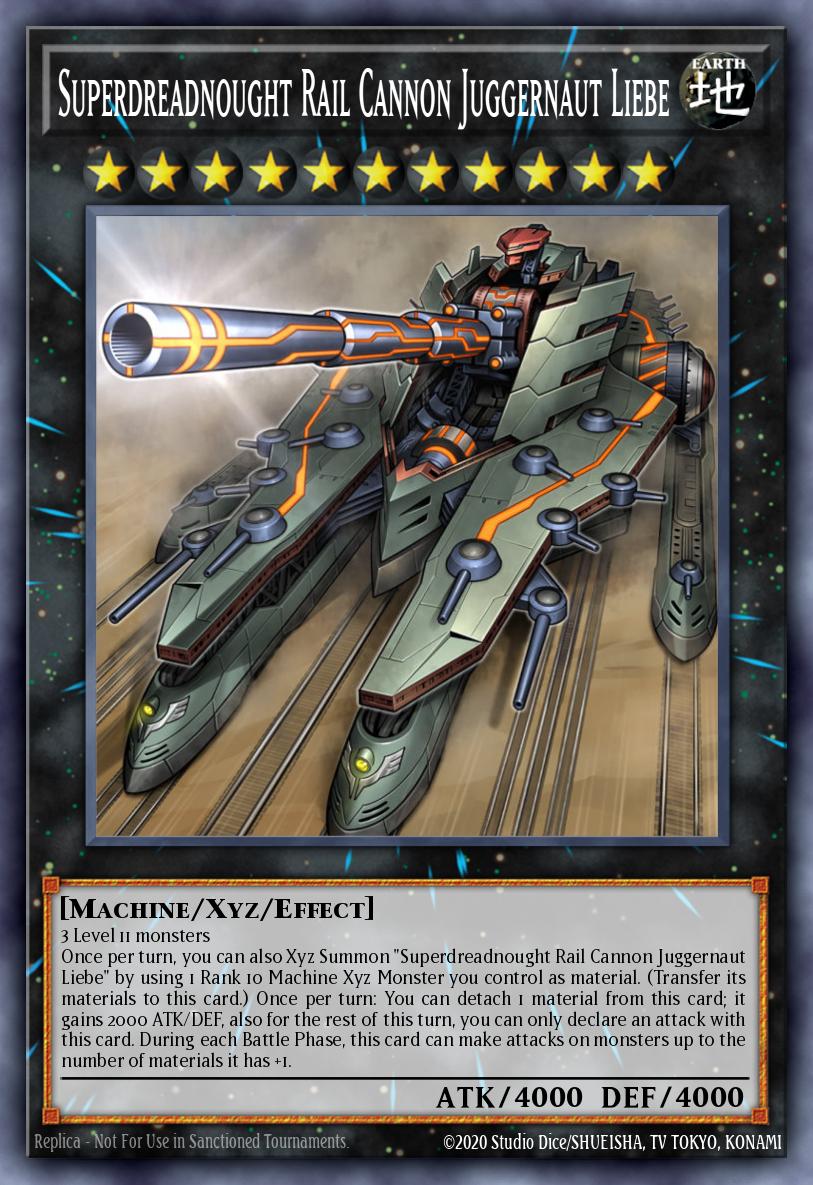 Superdreadnought Rail Cannon Juggernaut Liebe
EARTH
地
[Machine/Xyz/Effect]
3 Level 11 monsters
Once per turn, you can also Xyz Summon "Superdreadnought Rail Cannon Juggernaut
Liebe" by using 1 Rank 10 Machine Xyz Monster you control as material. (Transfer its
materials to this card.) Once per turn: You can detach 1 material from this card; it
gains 2000 ATK/DEF, also for the rest of this turn, you can only declare an attack with
this card. During each Battle Phase, this card can make attacks on monsters up to the
number of materials it has +1.
ATK/4000 DEF/4000
Replica - Not For Use in Sanctioned Tournaments.
©2020 Studio Dice/SHUEISHA, TV TOKYO, KONAMI